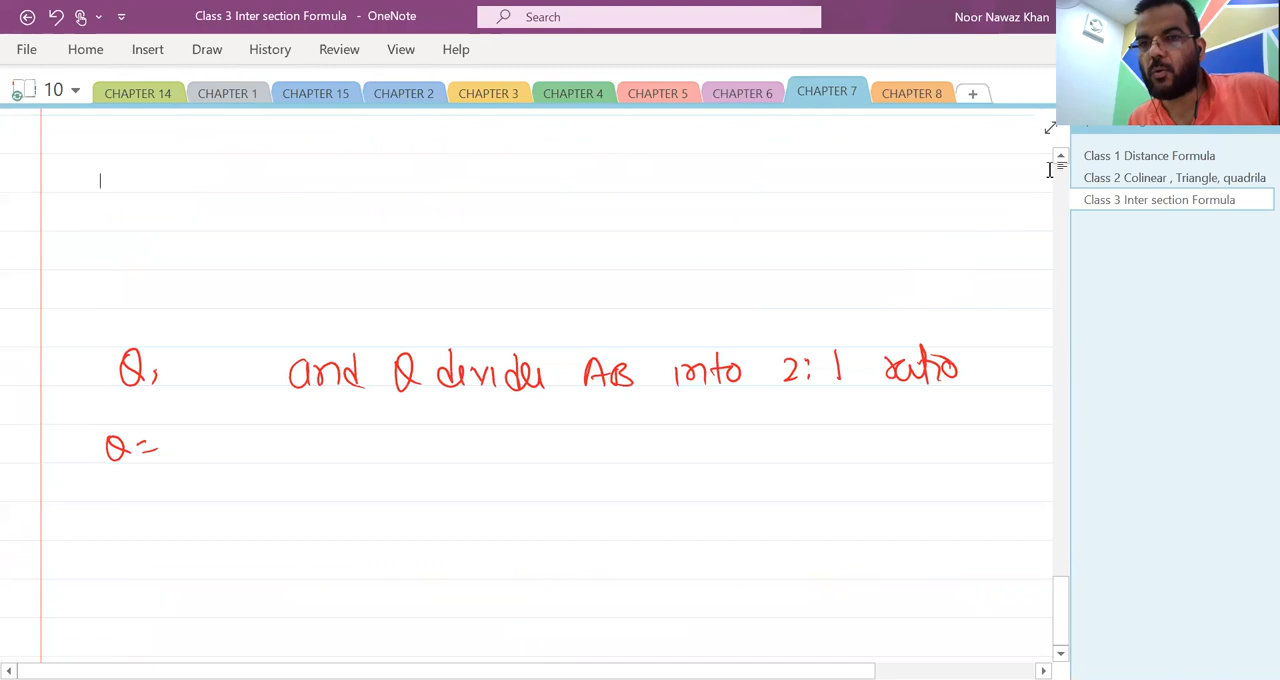 Class 3 Inter section Formula - OneNote
Search
Noor Nawaz Khan
File Home Insert Draw History Review View Help
10 CHAPTER 14 CHAPTER 1 CHAPTER 15 CHAPTER 2 CHAPTER 3 CHAPTER 4 CHAPTER 5 CHAPTER 6 CHAPTER 7 CHAPTER 8 +
Class 1 Distance Formula
Class 2 Colinear , Triangle, quadrila
Class 3 Inter section Formula
Q, and Q divides AB into 2:1 ratio
Q=